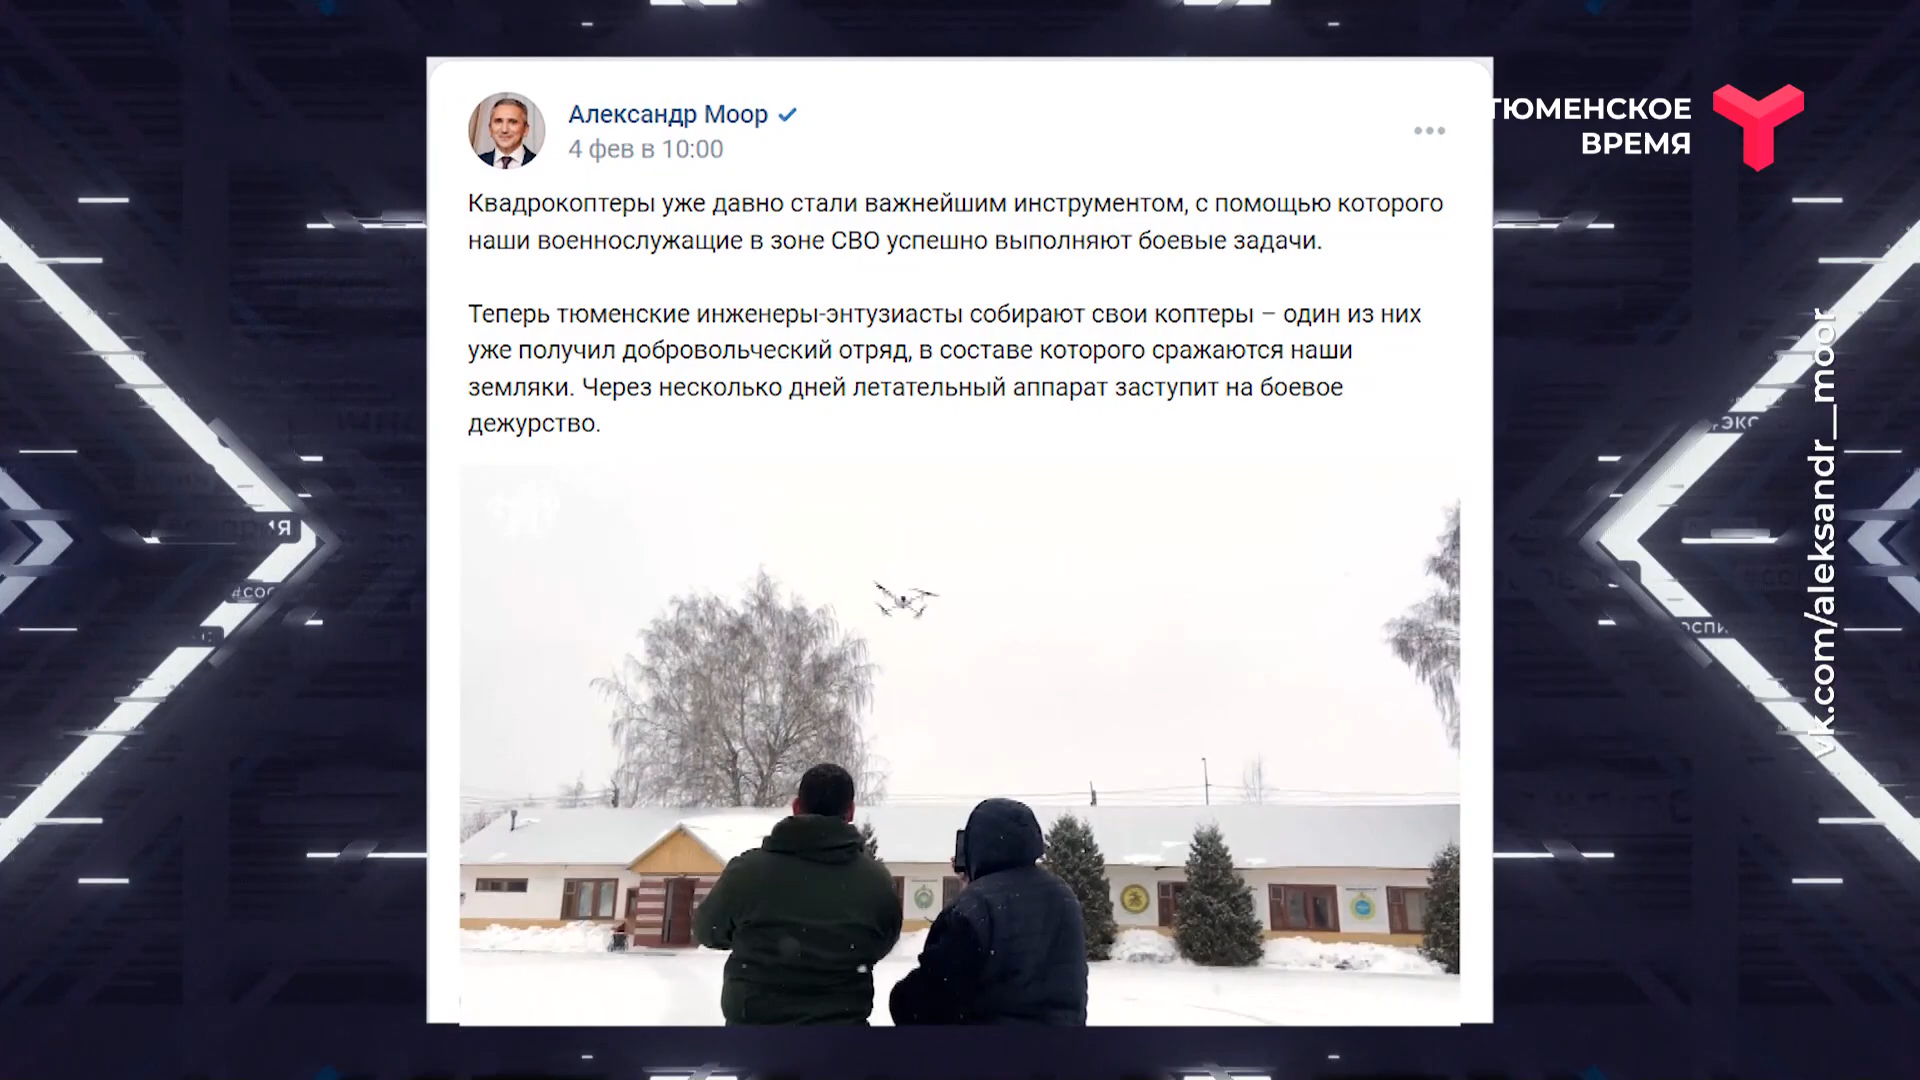 Александр Моор
4 фев в 10:00
ТЮМЕНСКОЕ
ВРЕМЯ
Квадрокоптеры уже давно стали важнейшим инструментом, с помощью которого
наши военнослужащие в зоне СВО успешно выполняют боевые задачи.
Теперь тюменские инженеры-энтузиасты собирают свои коптеры – один из них
уже получил добровольческий отряд, в составе которого сражаются наши
земляки. Через несколько дней летательный аппарат заступит на боевое
дежурство.
vk.com/aleksandr__moor